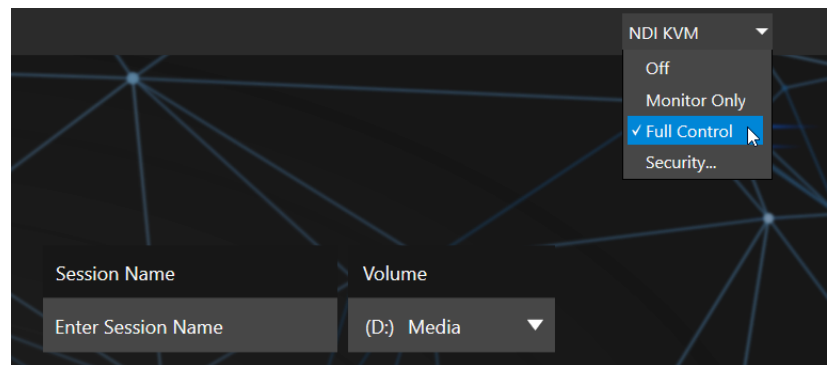 NDI KVM
Off
Monitor Only
✓ Full Control
Security...
Session Name
Volume
Enter Session Name
(D:) Media